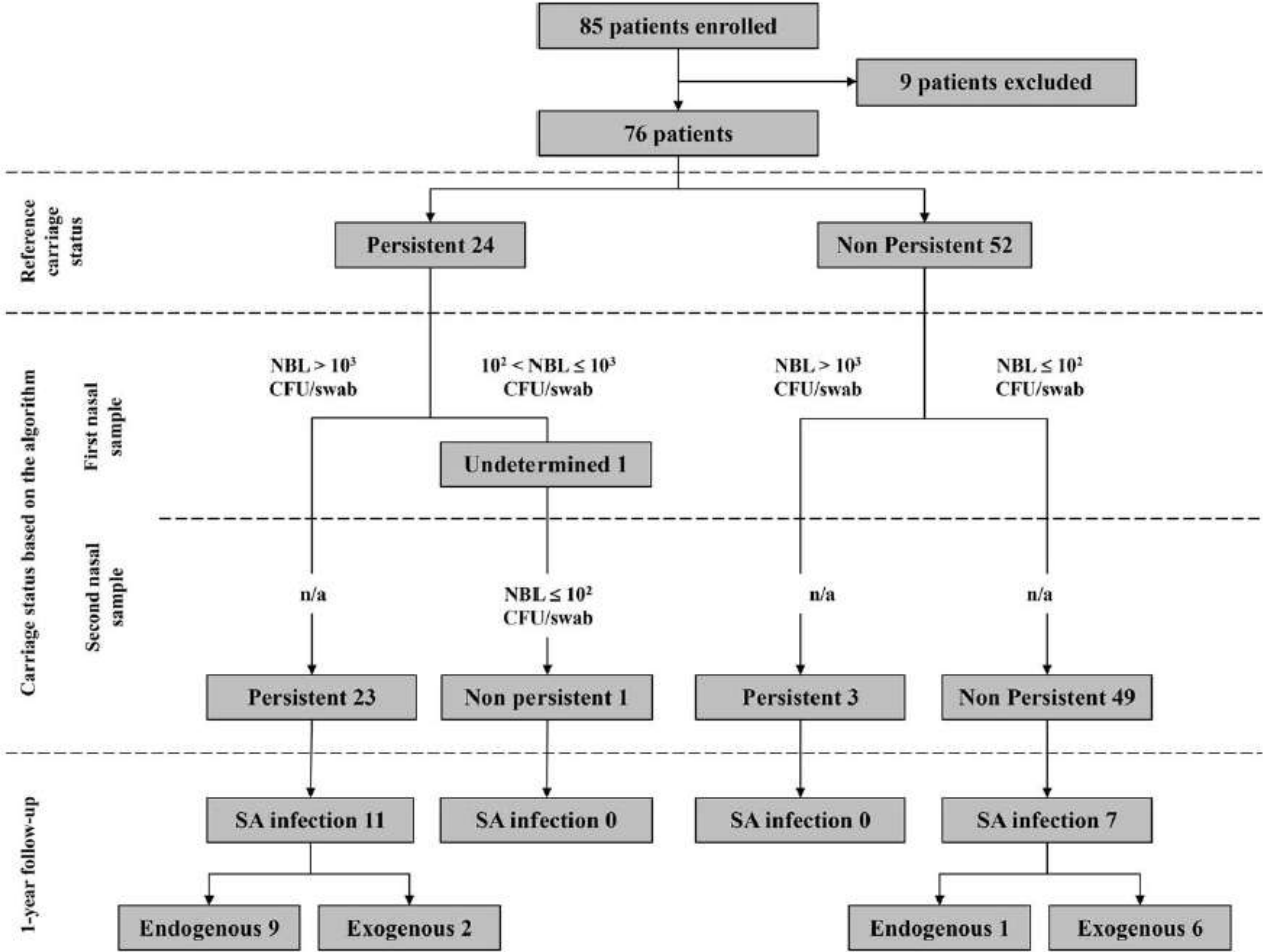 85 patients enrolled
9 patients excluded
76 patients
Reference
carriage
status
Persistent 24
Non Persistent 52
Carriage status based on the algorithm
First nasal
sample
NBL > 10³
CFU/swab
10² < NBL ≤ 10³
CFU/swab
NBL > 10³
CFU/swab
NBL ≤ 10²
CFU/swab
Undetermined 1
Second nasal
sample
n/a
NBL ≤ 10²
CFU/swab
n/a
n/a
Persistent 23
Non persistent 1
Persistent 3
Non Persistent 49
1-year follow-up
SA infection 11
SA infection 0
SA infection 0
SA infection 7
Endogenous 9
Exogenous 2
Endogenous 1
Exogenous 6